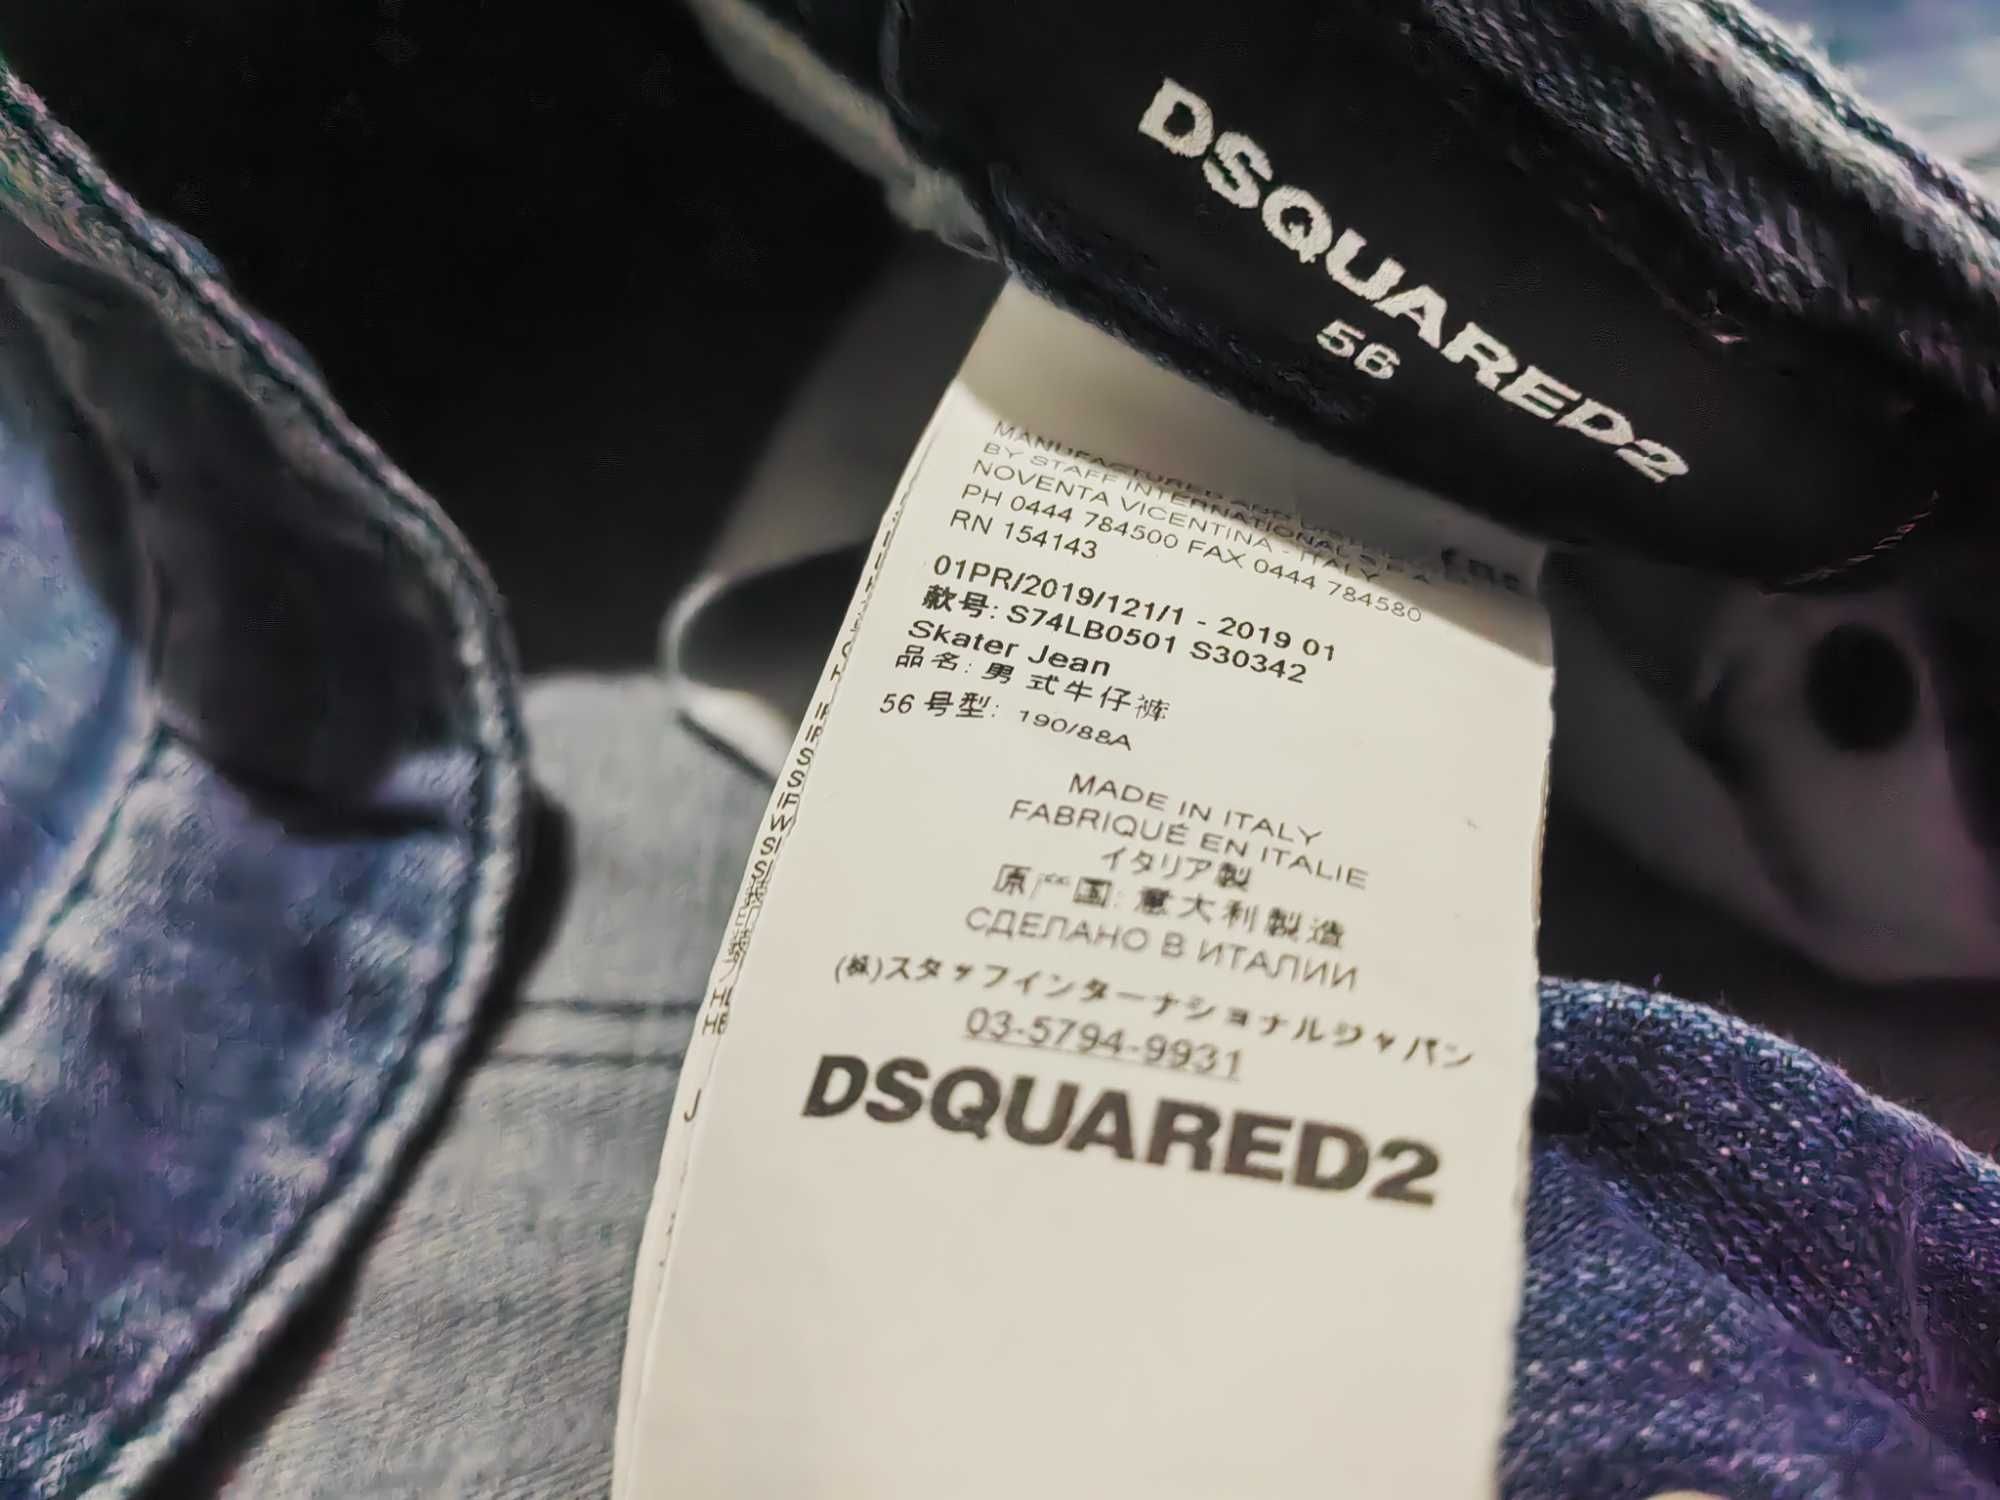 DSQUARED2
56
MANUFACTURED AND
BY STAFF INTERNATIONAL S.P.A.
NOVENTA VICENTINA - ITALY
PH 0444 784500 FAX 0444 784580
RN 154143
01PR/2019/121/1 - 2019 01
款号: S74LB0501 S30342
Skater Jean
品名: 男式牛仔裤
56 号型: 190/88A
MADE IN ITALY
FABRIQUÉ EN ITALIE
イタリア製
原产国: 意大利製造
СДЕЛАНО В ИТАЛИИ
(株)スタッフインターナショナルジャパン
03-5794-9931
DSQUARED2